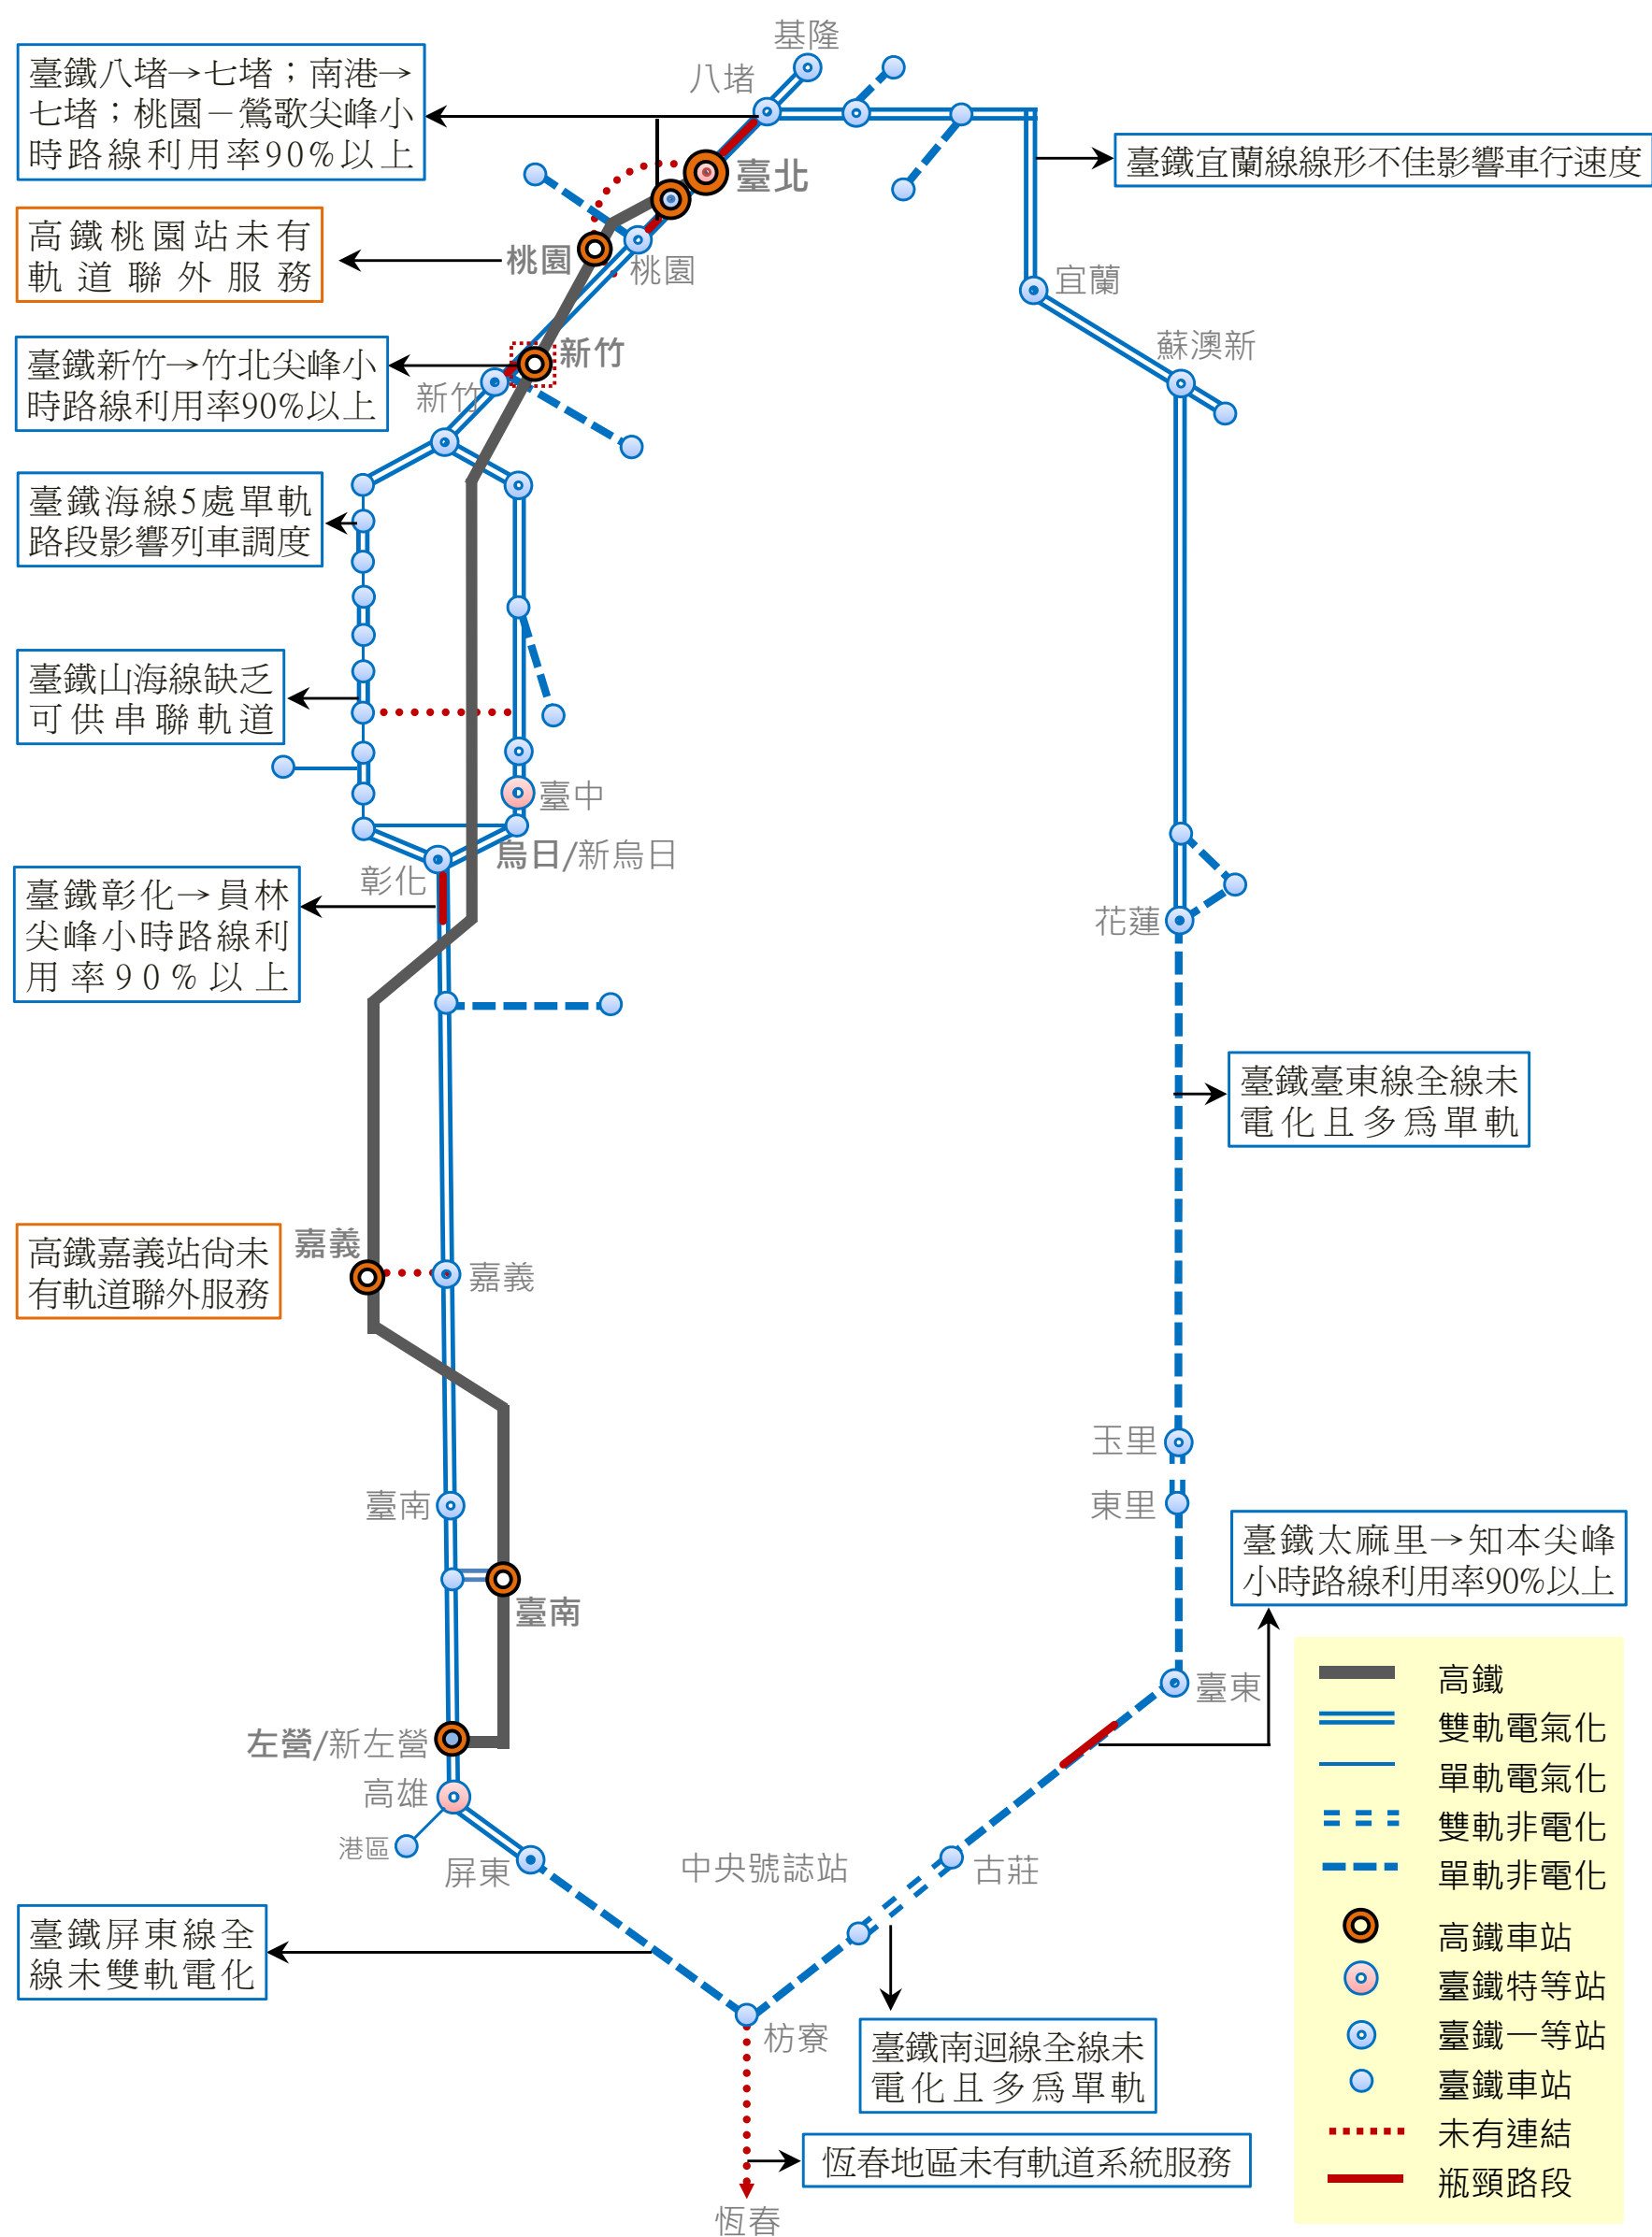 基隆
八堵
臺鐵八堵→七堵；南港→
七堵；桃園－鶯歌尖峰小
時路線利用率90%以上
臺北
臺鐵宜蘭線線形不佳影響車行速度
高鐵桃園站未有
軌道聯外服務
桃園
桃園
宜蘭
臺鐵新竹→竹北尖峰小
時路線利用率90%以上
新竹
新竹
蘇澳新
臺鐵海線5處單軌
路段影響列車調度
臺鐵山海線缺乏
可供串聯軌道
臺中
烏日/新烏日
彰化
臺鐵彰化→員林
尖峰小時路線利
用率90%以上
花蓮
臺鐵臺東線全線未
電化且多為單軌
高鐵嘉義站尚未
有軌道聯外服務
嘉義
嘉義
玉里
東里
臺南
臺南
臺鐵太麻里→知本尖峰
小時路線利用率90%以上
臺東
左營/新左營
高雄
港區
屏東
中央號誌站
古莊
臺鐵屏東線全
線未雙軌電化
枋寮
臺鐵南迴線全線未
電化且多為單軌
恆春地區未有軌道系統服務
恆春
高鐵
雙軌電氣化
單軌電氣化
雙軌非電化
單軌非電化
高鐵車站
臺鐵特等站
臺鐵一等站
臺鐵車站
未有連結
瓶頸路段